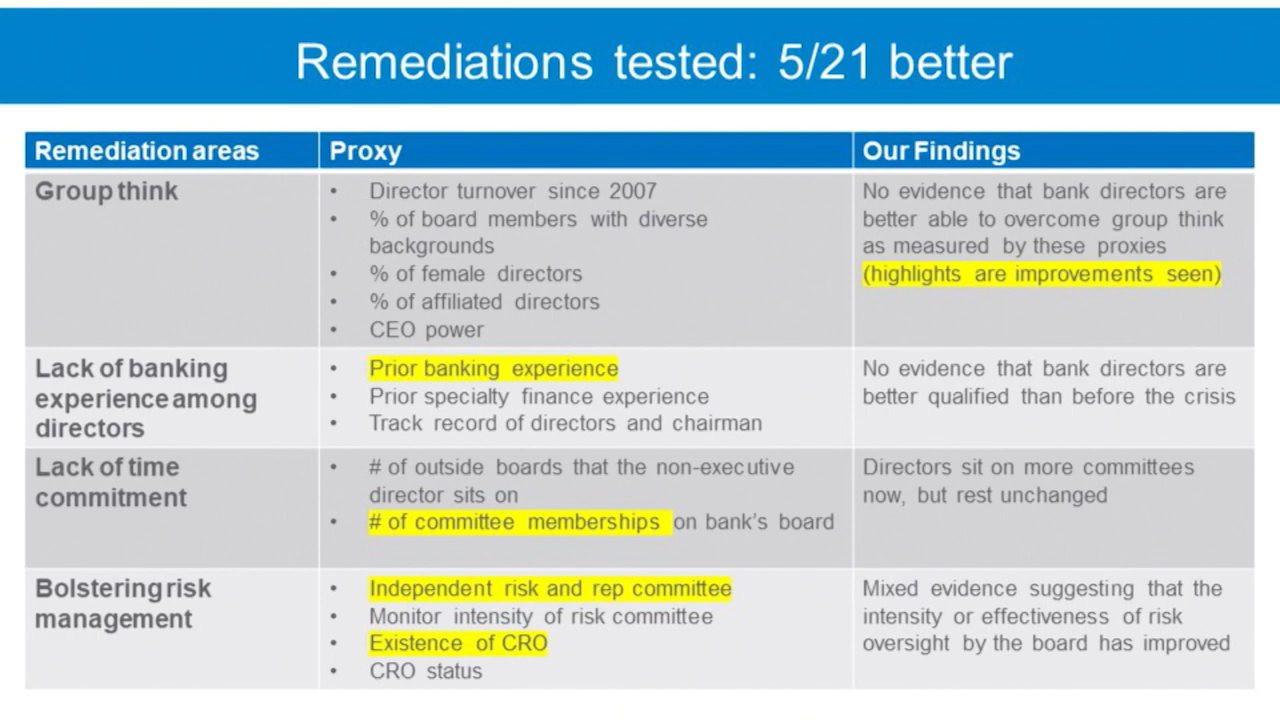 Remediations tested: 5/21 better
Remediation areas
Proxy
Our Findings
Group think
• Director turnover since 2007
• % of board members with diverse
backgrounds
• % of female directors
• % of affiliated directors
• CEO power
No evidence that bank directors are
better able to overcome group think
as measured by these proxies
(highlights are improvements seen)
Lack of banking
experience among
directors
• Prior banking experience
• Prior specialty finance experience
• Track record of directors and chairman
No evidence that bank directors are
better qualified than before the crisis
Lack of time
commitment
• # of outside boards that the non-executive
director sits on
• # of committee memberships on bank's board
Directors sit on more committees
now, but rest unchanged
Bolstering risk
management
• Independent risk and rep committee
• Monitor intensity of risk committee
• Existence of CRO
• CRO status
Mixed evidence suggesting that the
intensity or effectiveness of risk
oversight by the board has improved